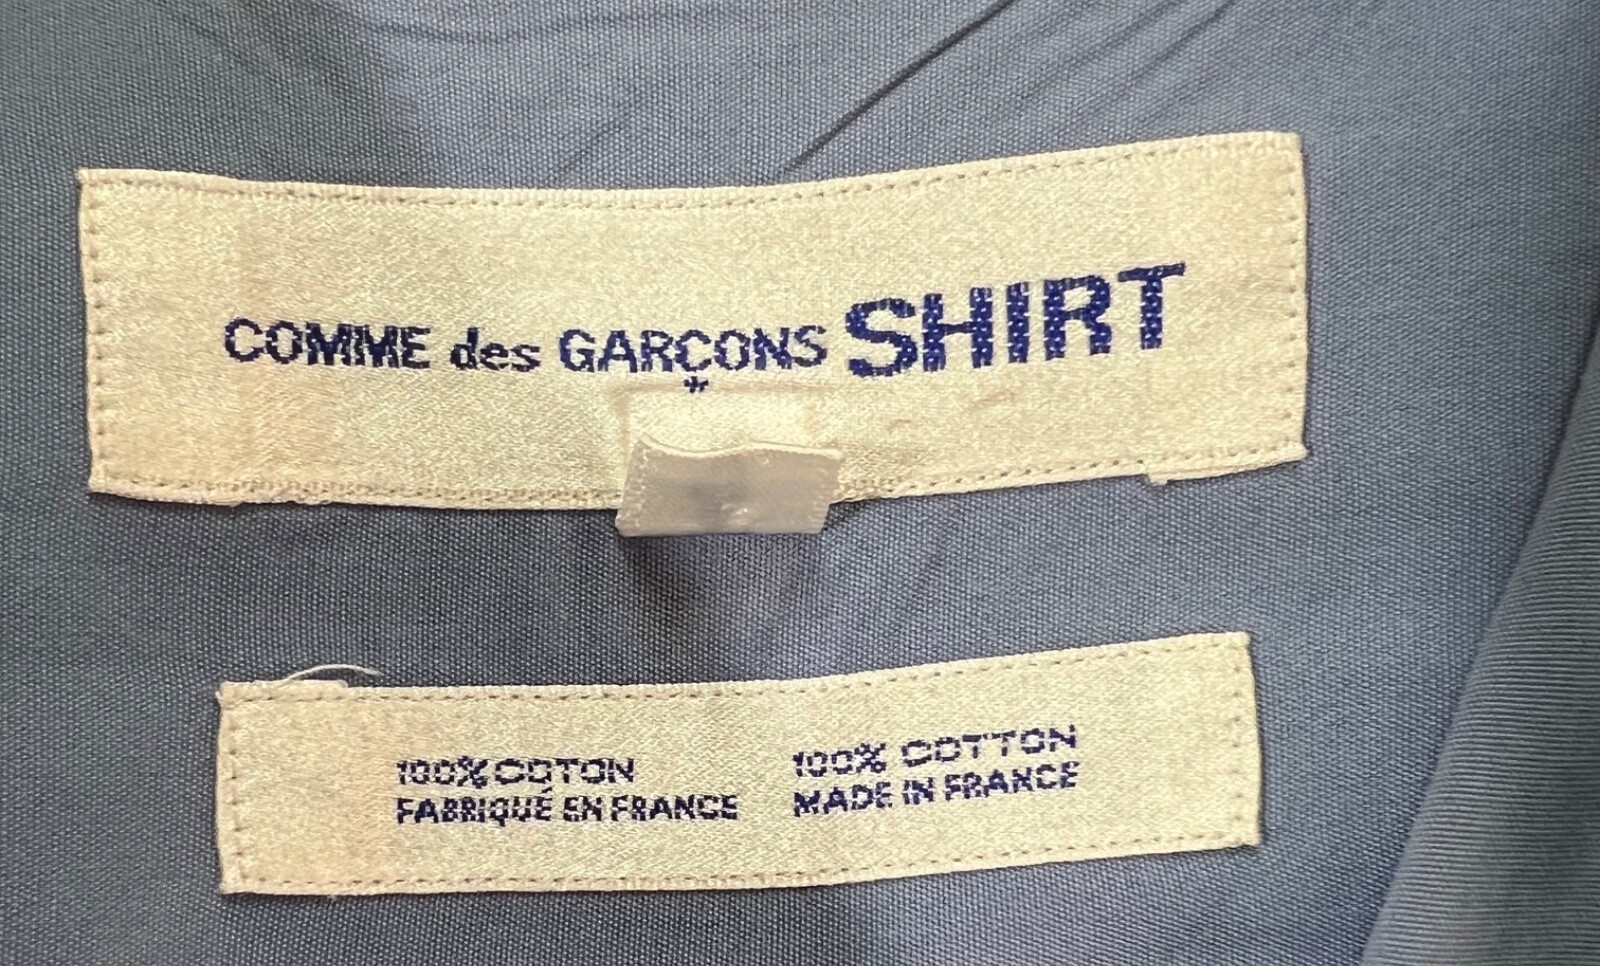 COMME des GARÇONS SHIRT
*
100% COTON
FABRIQUÉ EN FRANCE
100% COTTON
MADE IN FRANCE